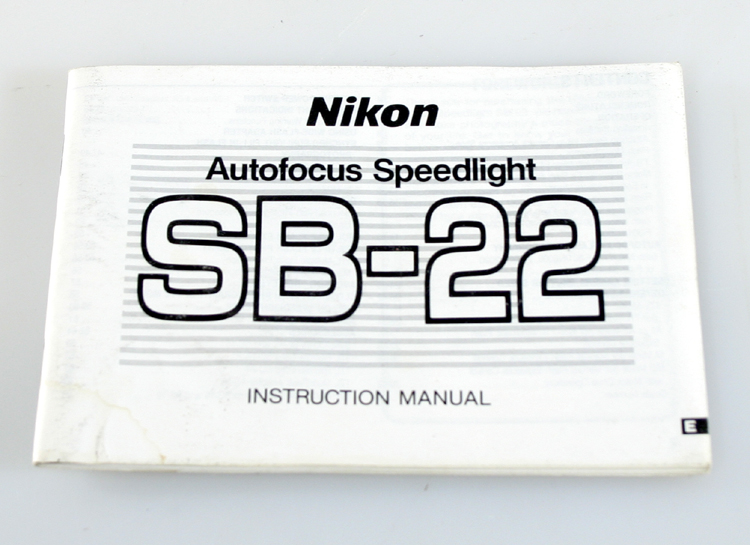 Nikon
Autofocus Speedlight
SB-22
INSTRUCTION MANUAL
E